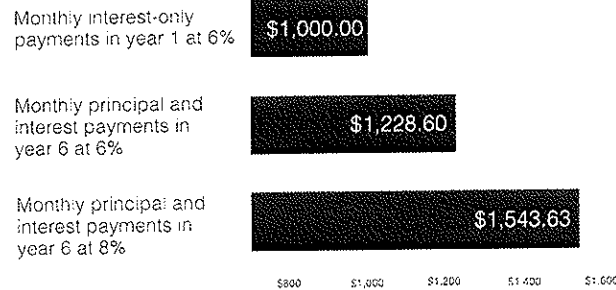 Monthly interest-only
payments in year 1 at 6%
$1,000.00
Monthly principal and
interest payments in
year 6 at 6%
$1,228.60
Monthly principal and
interest payments in
year 6 at 8%
$1,543.63
$800 $1,000 $1,200 $1,400 $1,600